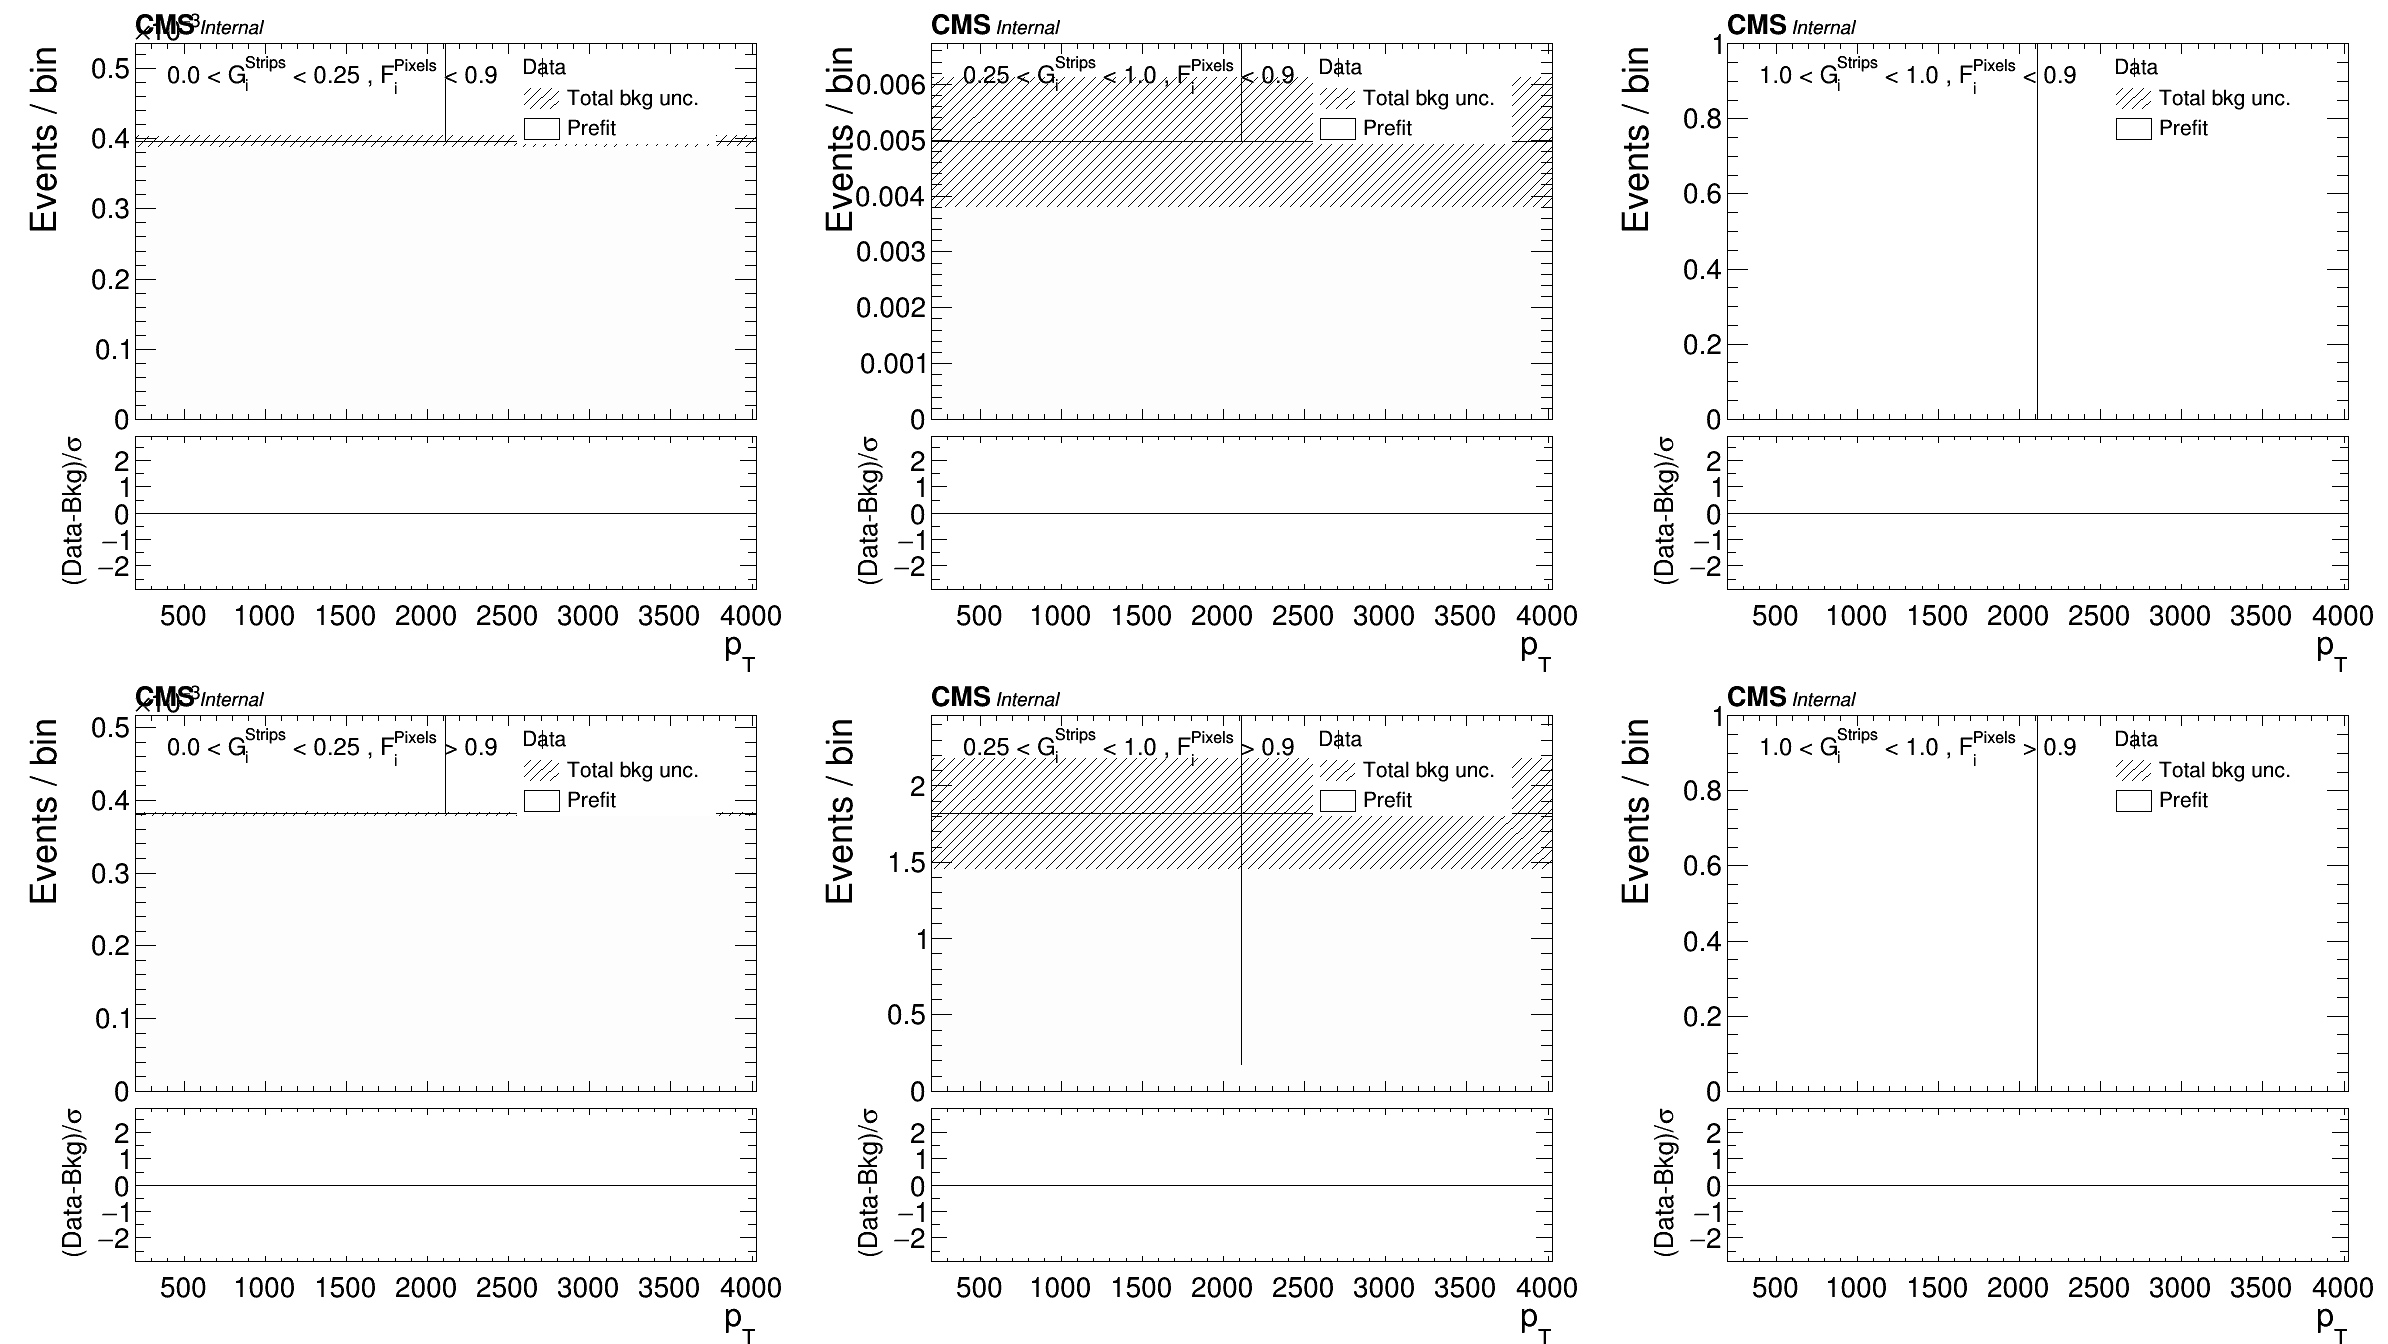 CMS Internal
×10⁻³
Events / bin
0.0 < G_i^Strips < 0.25 , F_i^Pixels < 0.9
Data
Total bkg unc.
Prefit
0.5
0.4
0.3
0.2
0.1
0
(Data-Bkg)/σ
2
1
0
−1
−2
500 1000 1500 2000 2500 3000 3500 4000
p_T
CMS Internal
Events / bin
0.25 < G_i^Strips < 1.0 , F_i^Pixels < 0.9
Data
Total bkg unc.
Prefit
0.006
0.005
0.004
0.003
0.002
0.001
0
(Data-Bkg)/σ
2
1
0
−1
−2
500 1000 1500 2000 2500 3000 3500 4000
p_T
CMS Internal
Events / bin
1.0 < G_i^Strips < 1.0 , F_i^Pixels < 0.9
Data
Total bkg unc.
Prefit
1
0.8
0.6
0.4
0.2
0
(Data-Bkg)/σ
2
1
0
−1
−2
500 1000 1500 2000 2500 3000 3500 4000
p_T
CMS Internal
×10⁻³
Events / bin
0.0 < G_i^Strips < 0.25 , F_i^Pixels > 0.9
Data
Total bkg unc.
Prefit
0.5
0.4
0.3
0.2
0.1
0
(Data-Bkg)/σ
2
1
0
−1
−2
500 1000 1500 2000 2500 3000 3500 4000
p_T
CMS Internal
Events / bin
0.25 < G_i^Strips < 1.0 , F_i^Pixels > 0.9
Data
Total bkg unc.
Prefit
2
1.5
1
0.5
0
(Data-Bkg)/σ
2
1
0
−1
−2
500 1000 1500 2000 2500 3000 3500 4000
p_T
CMS Internal
Events / bin
1.0 < G_i^Strips < 1.0 , F_i^Pixels > 0.9
Data
Total bkg unc.
Prefit
1
0.8
0.6
0.4
0.2
0
(Data-Bkg)/σ
2
1
0
−1
−2
500 1000 1500 2000 2500 3000 3500 4000
p_T